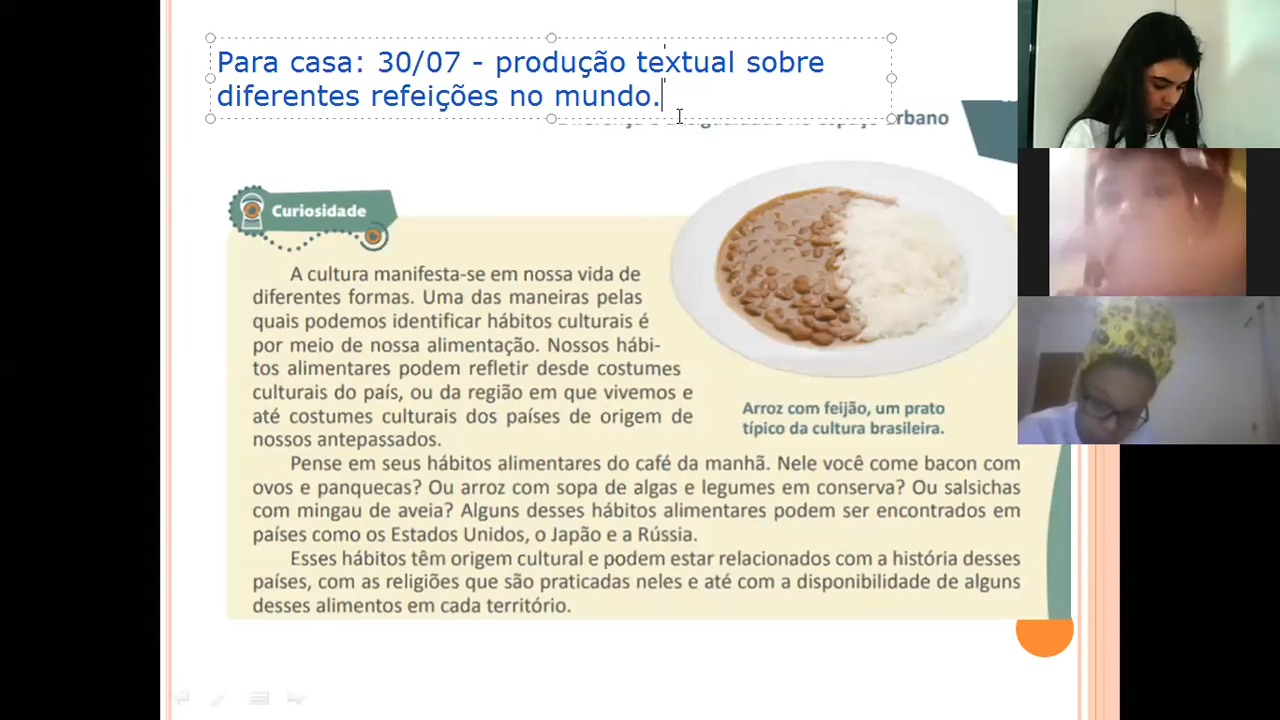 Para casa: 30/07 - produção textual sobre
diferentes refeições no mundo.
Curiosidade
A cultura manifesta-se em nossa vida de
diferentes formas. Uma das maneiras pelas
quais podemos identificar hábitos culturais é
por meio de nossa alimentação. Nossos hábi-
tos alimentares podem refletir desde costumes
culturais do país, ou da região em que vivemos e
até costumes culturais dos países de origem de
nossos antepassados.
Arroz com feijão, um prato
típico da cultura brasileira.
Pense em seus hábitos alimentares do café da manhã. Nele você come bacon com
ovos e panquecas? Ou arroz com sopa de algas e legumes em conserva? Ou salsichas
com mingau de aveia? Alguns desses hábitos alimentares podem ser encontrados em
países como os Estados Unidos, o Japão e a Rússia.
Esses hábitos têm origem cultural e podem estar relacionados com a história desses
países, com as religiões que são praticadas neles e até com a disponibilidade de alguns
desses alimentos em cada território.